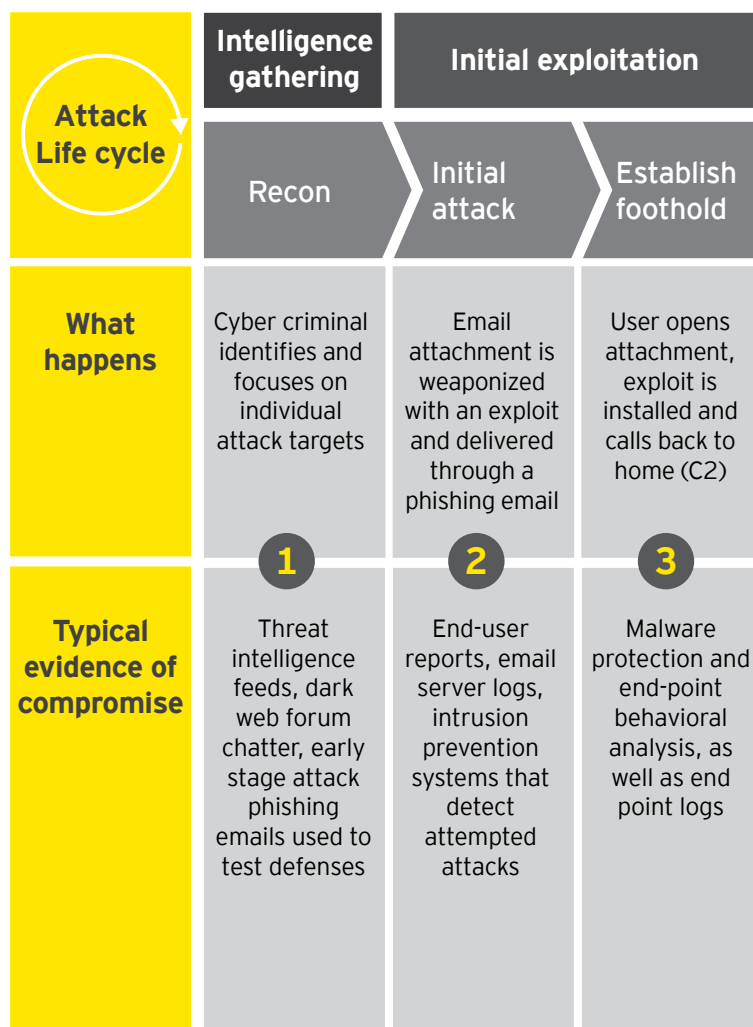 Attack
Life cycle
Intelligence
gathering
Initial exploitation
Recon
Initial
attack
Establish
foothold
What
happens
Cyber criminal
identifies and
focuses on
individual
attack targets
Email
attachment is
weaponized
with an exploit
and delivered
through a
phishing email
User opens
attachment,
exploit is
installed and
calls back to
home (C2)
1
2
3
Typical
evidence of
compromise
Threat
intelligence
feeds, dark
web forum
chatter, early
stage attack
phishing
emails used to
test defenses
End-user
reports, email
server logs,
intrusion
prevention
systems that
detect
attempted
attacks
Malware
protection and
end-point
behavioral
analysis, as
well as end
point logs